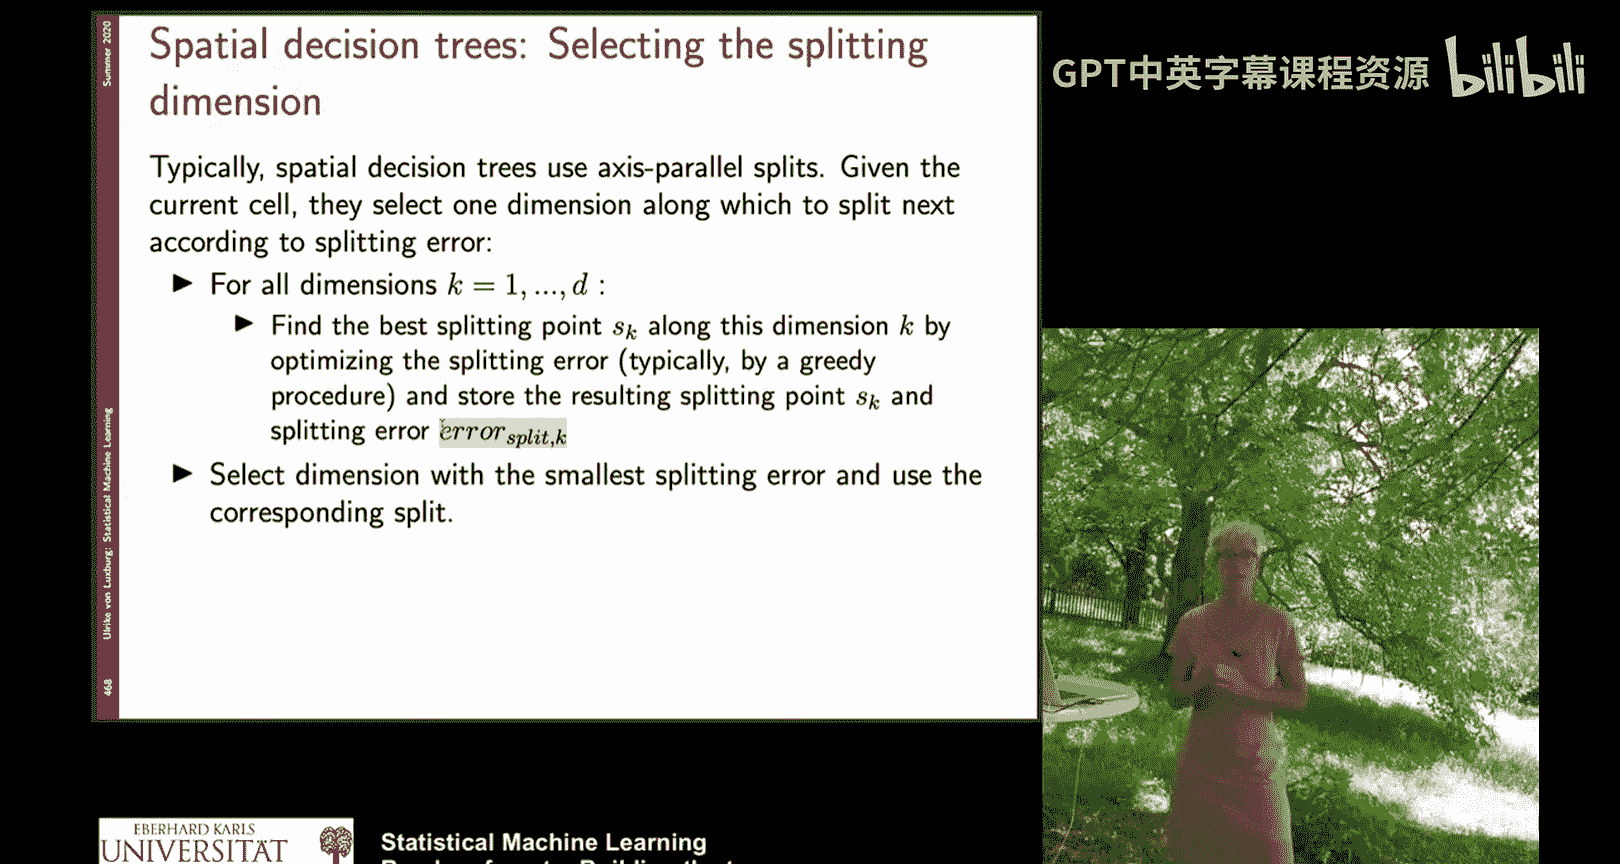 Spatial decision trees: Selecting the splitting
dimension
Typically, spatial decision trees use axis-parallel splits. Given the
current cell, they select one dimension along which to split next
according to splitting error:
► For all dimensions k = 1, ..., d :
► Find the best splitting point sₖ along this dimension k by
optimizing the splitting error (typically, by a greedy
procedure) and store the resulting splitting point sₖ and
splitting error error_{split,k}
► Select dimension with the smallest splitting error and use the
corresponding split.
Summer 2020
Ulrike von Luxburg: Statistical Machine Learning
468
GPT中英字幕课程资源
bilibili
EBERHARD KARLS
UNIVERSITÄT
Statistical Machine Learning